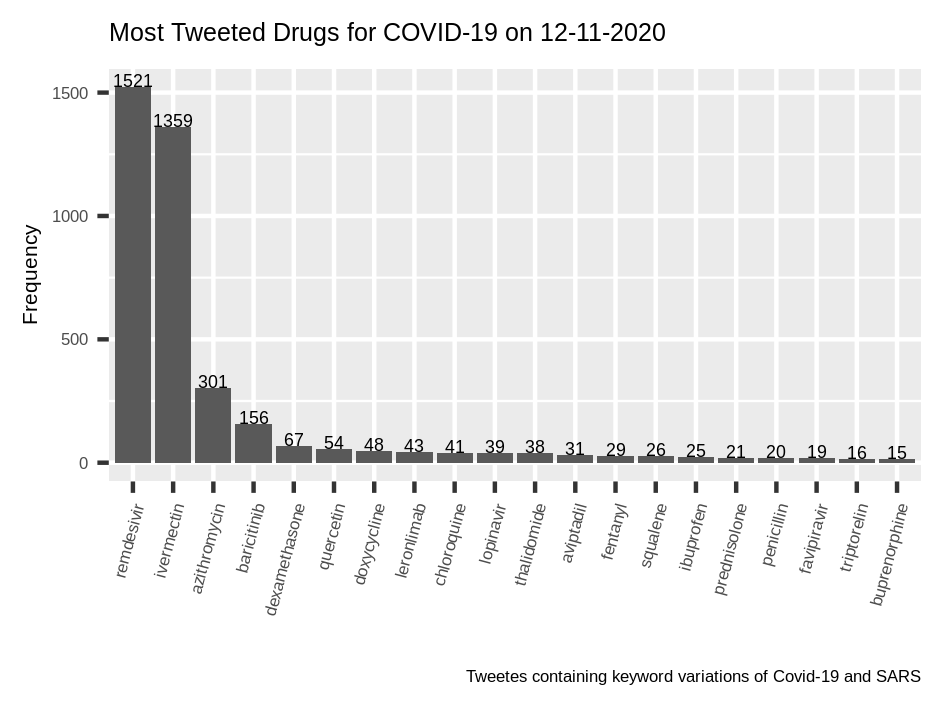 Most Tweeted Drugs for COVID-19 on 12-11-2020
Frequency
1500
1000
500
0
1521
1359
301
156
67
54
48
43
41
39
38
31
29
26
25
21
20
19
16
15
remdesivir
ivermectin
azithromycin
baricitinib
dexamethasone
quercetin
doxycycline
leronlimab
chloroquine
lopinavir
thalidomide
aviptadil
fentanyl
squalene
ibuprofen
prednisolone
penicillin
favipiravir
triptorelin
buprenorphine
Tweetes containing keyword variations of Covid-19 and SARS